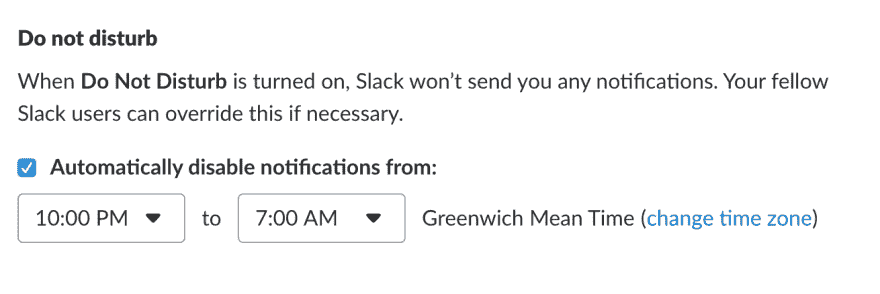 Do not disturb
When Do Not Disturb is turned on, Slack won’t send you any notifications. Your fellow
Slack users can override this if necessary.
Automatically disable notifications from:
10:00 PM to 7:00 AM Greenwich Mean Time (change time zone)